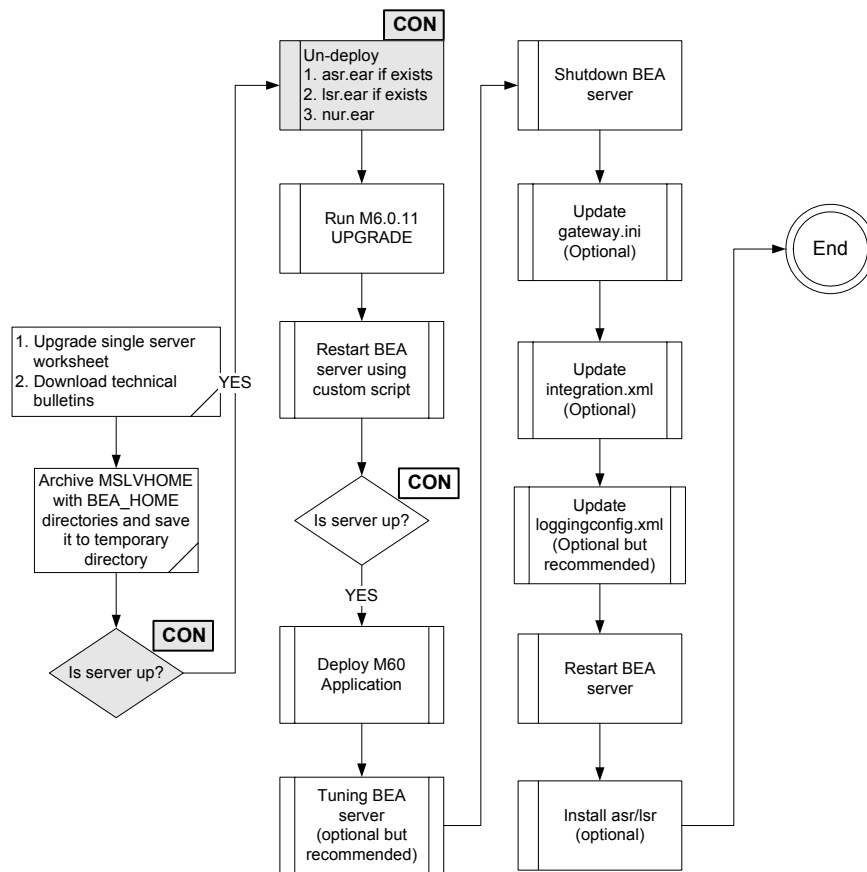 1. Upgrade single server
worksheet
2. Download technical
bulletins
Archive MSLVHOME
with BEA_HOME
directories and save
it to temporary
directory
CON
Is server up?
YES
CON
Un-deploy
1. asr.ear if exists
2. lsr.ear if exists
3. nur.ear
Run M6.0.11
UPGRADE
Restart BEA
server using
custom script
CON
Is server up?
YES
Deploy M60
Application
Tuning BEA
server
(optional but
recommended)
Shutdown BEA
server
Update
gateway.ini
(Optional)
Update
integration.xml
(Optional)
Update
loggingconfig.xml
(Optional but
recommended)
Restart BEA
server
Install asr/lsr
(optional)
End